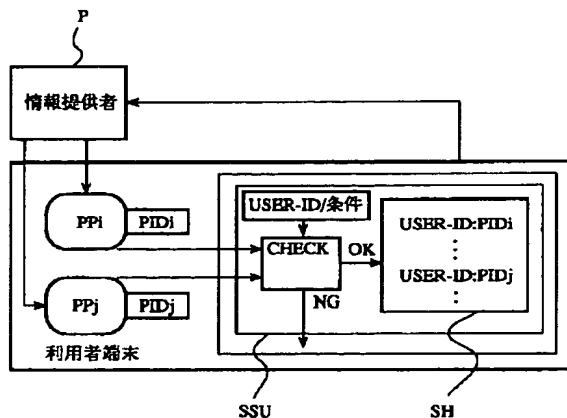 P
情報提供者
USER-ID/条件
PPi PIDi
CHECK
OK
USER-ID:PIDi
USER-ID:PIDj
PPj PIDj
NG
利用者端末
SSU
SH